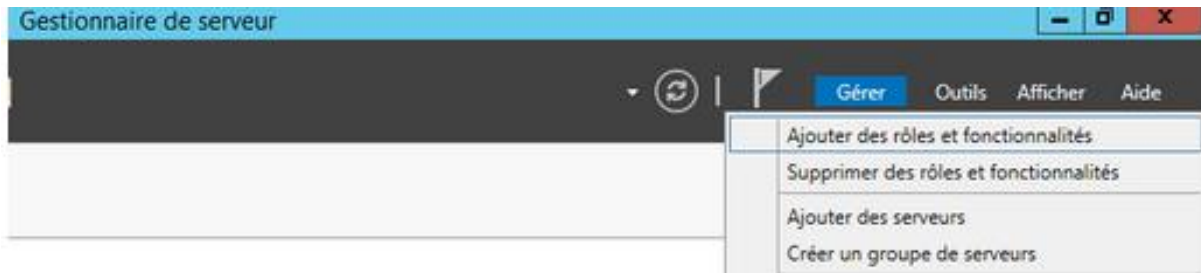 Gestionnaire de serveur
Gérer Outils Afficher Aide
Ajouter des rôles et fonctionnalités
Supprimer des rôles et fonctionnalités
Ajouter des serveurs
Créer un groupe de serveurs